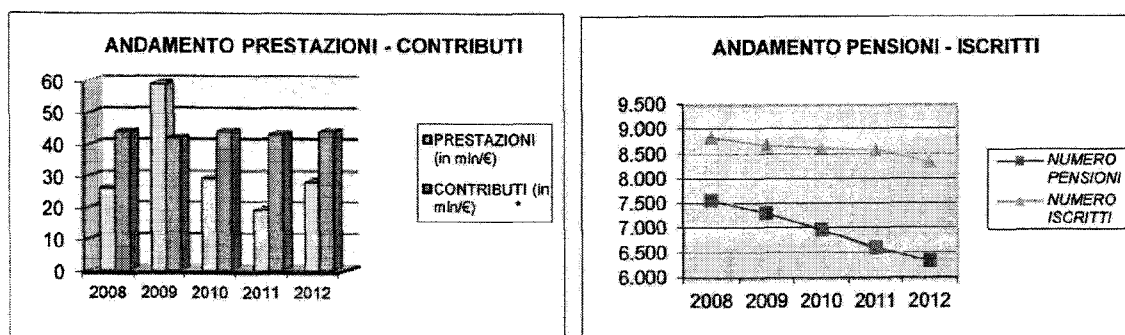 ANDAMENTO PRESTAZIONI - CONTRIBUTI
60
50
40
30
20
10
0
2008 2009 2010 2011 2012
PRESTAZIONI
(in mln/€)
CONTRIBUTI (in
mln/€) *
ANDAMENTO PENSIONI - ISCRITTI
9.500
9.000
8.500
8.000
7.500
7.000
6.500
6.000
2008 2009 2010 2011 2012
NUMERO
PENSIONI
NUMERO
ISCRITTI